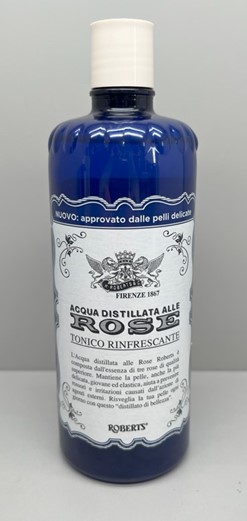 NUOVO: approvato dalle pelli delicate
H.ROBERTS&C.
FIRENZE 1867
ACQUA DISTILLATA ALLE
ROSE
TONICO RINFRESCANTE
L'Acqua distillata alle Rose Roberts è
composta dall'essenza di tre rose di qualità
superiore. Mantiene la pelle, anche la più
delicata, giovane ed elastica, aiuta a prevenire
rossori e irritazioni causati dall'azione di
agenti esterni. Risveglia la tua pelle ogni
giorno con questo "distillato di bellezza".
ROBERTS®